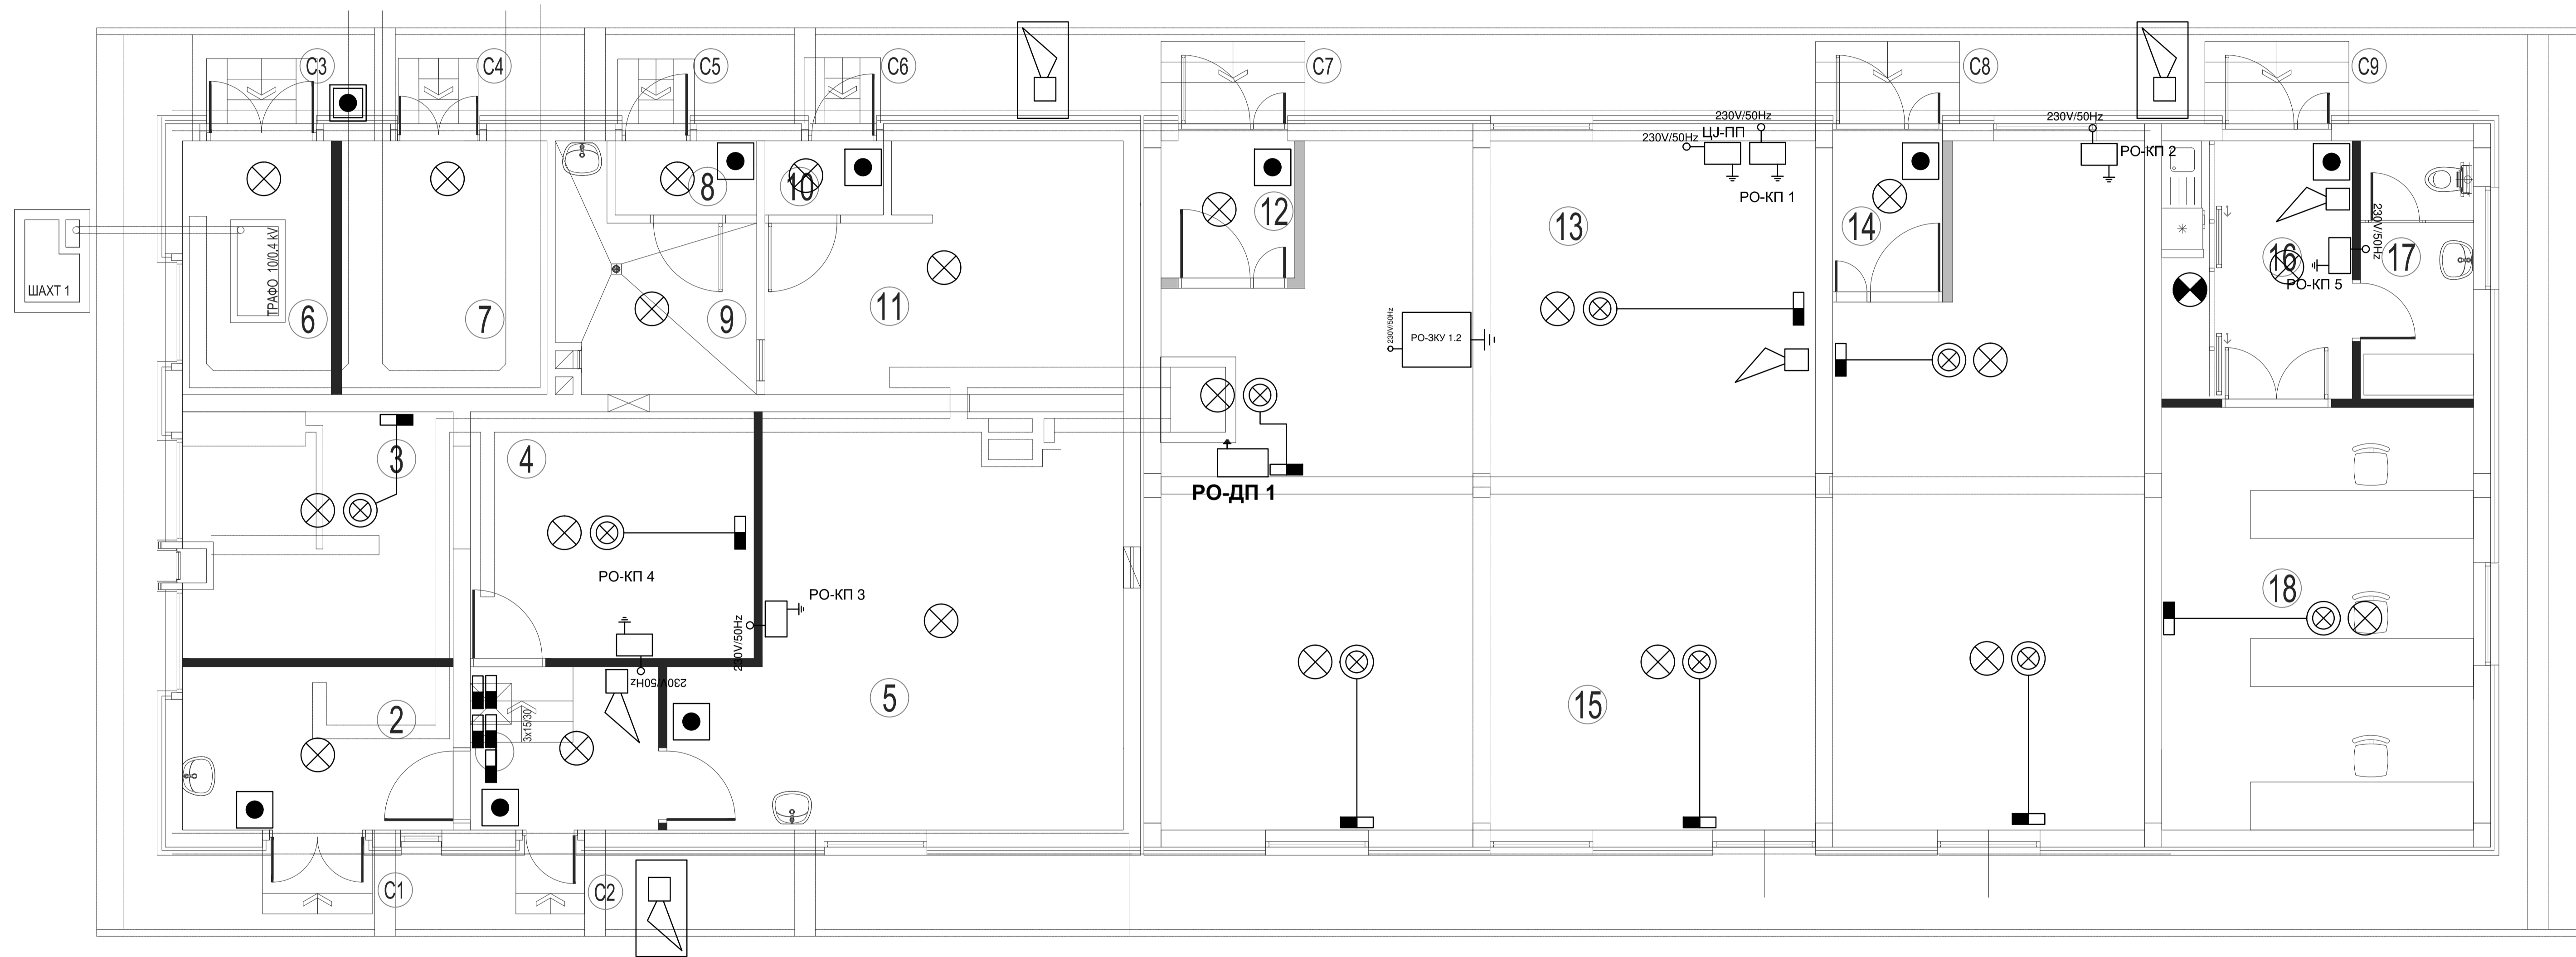 C3
C4
C5
C6
C7
C8
C9
230V/50Hz
ЦЈ-ПП
230V/50Hz
РО-КП 1
230V/50Hz
РО-КП 2
8
10
12
13
14
16
230V/50Hz
17
РО-КП 5
ШАХТ 1
ТРАФО 10/0,4 kV
6
7
9
11
230V/50Hz
РО-ЗКУ 1.2
3
4
РО-ДП 1
РО-КП 4
РО-КП 3
230V/50Hz
230V/50Hz
18
2
3x15/30
5
15
C1
C2